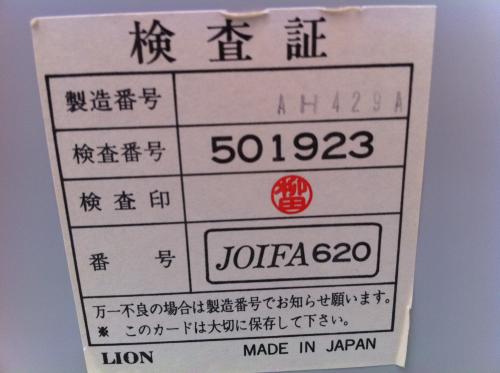 検査証
製造番号 AH429A
検査番号 501923
検査印 柳田
番号 JOIFA620
万一不良の場合は製造番号でお知らせ願います。
※ このカードは大切に保存して下さい。
LION MADE IN JAPAN